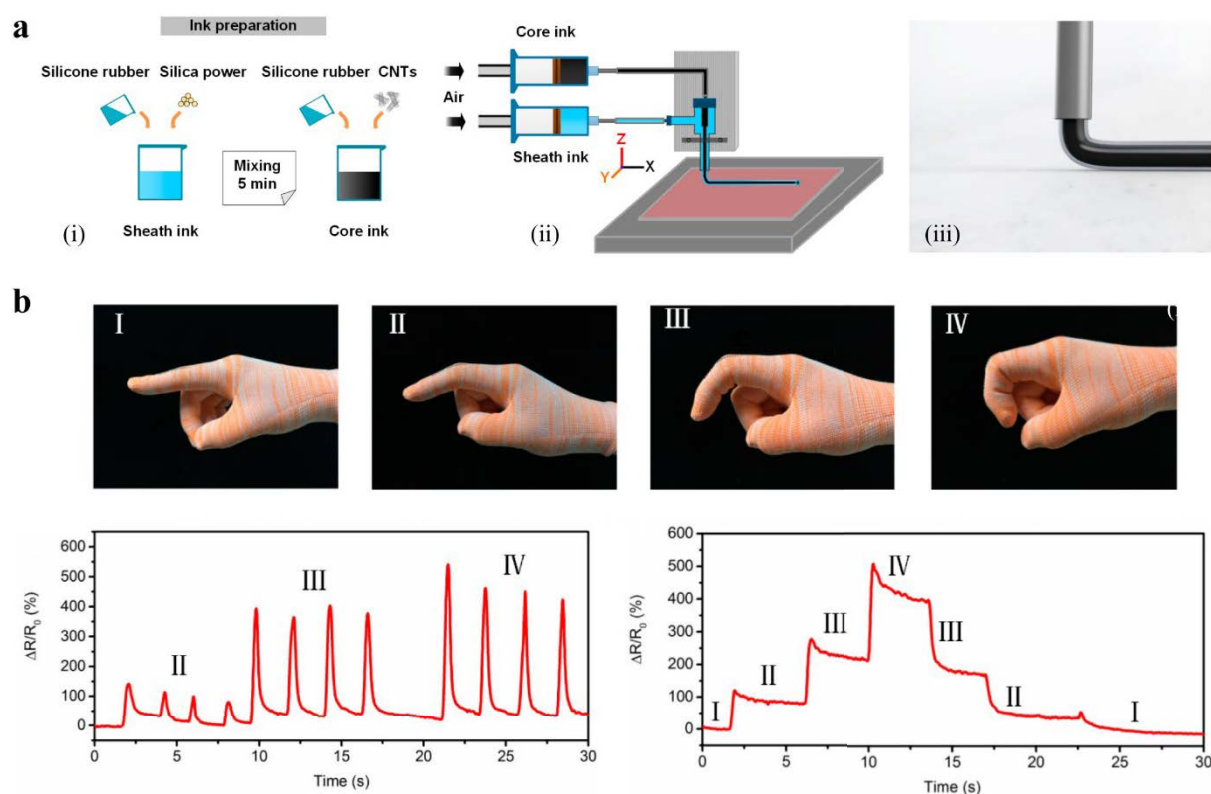 a
Ink preparation
Silicone rubber Silica power Silicone rubber CNTs
Mixing
5 min
Sheath ink
Core ink
(i)
Core ink
Air
Sheath ink
Z
Y
X
(ii)
(iii)
b
I
II
III
IV
(
ΔR/R0 (%)
600
500
400
300
200
100
0
II
III
IV
0 5 10 15 20 25 30
Time (s)
ΔR/R0 (%)
600
500
400
300
200
100
0
I
II
III
IV
III
II
I
0 5 10 15 20 25 30
Time (s)